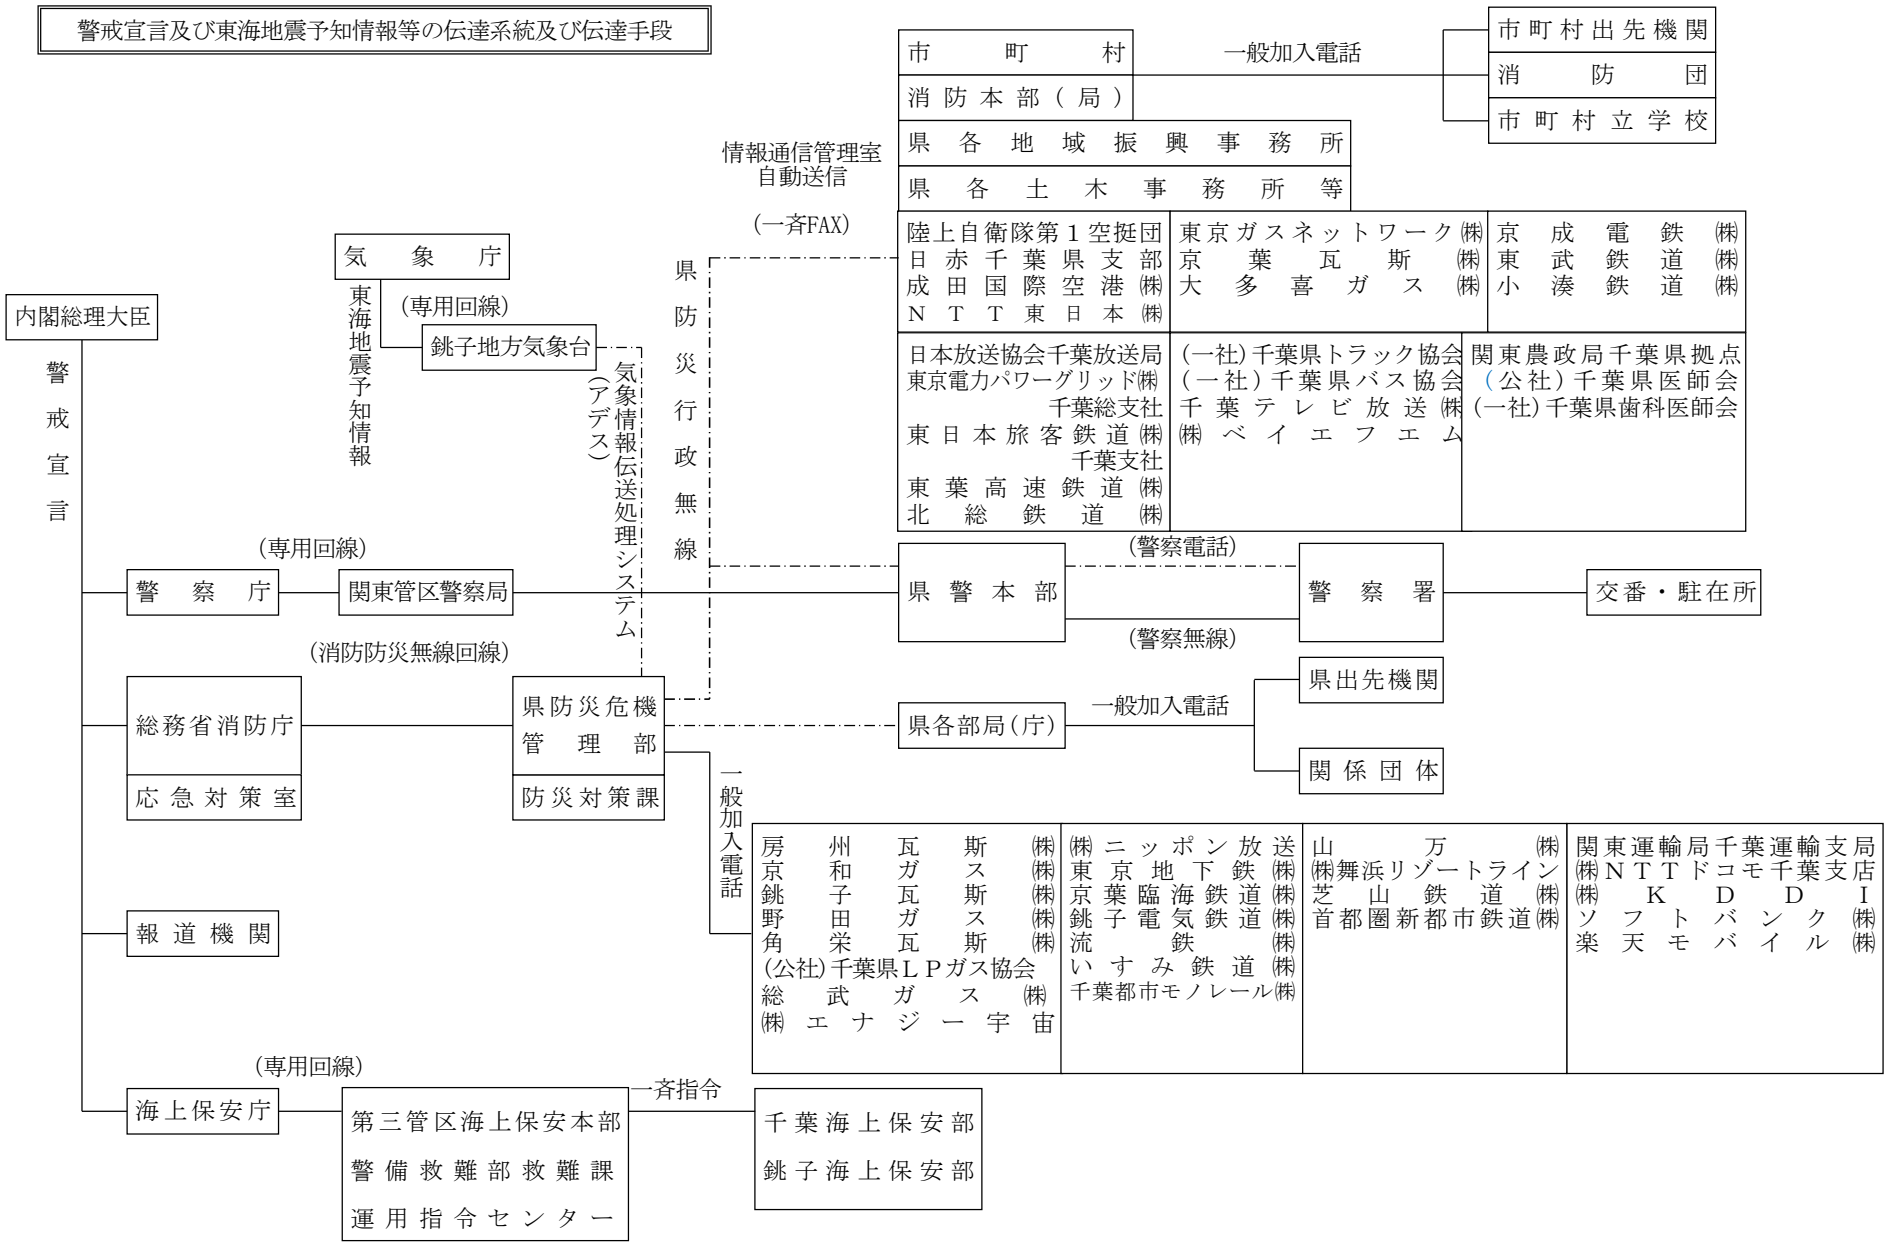 警戒宣言及び東海地震予知情報等の伝達系統及び伝達手段
内閣総理大臣
警戒宣言
気象庁
東海地震予知情報
(専用回線)
銚子地方気象台
気象情報伝送処理システム
(アデス)
県防災行政無線
情報通信管理室
自動送信
(一斉FAX)
市町村
消防本部(局)
一般加入電話
市町村出先機関
消防団
市町村立学校
県各地域振興事務所
県各土木事務所等
陸上自衛隊第1空挺団
日赤千葉県支部
成田国際空港㈱
NTT東日本㈱
東京ガスネットワーク㈱
京葉瓦斯㈱
大多喜ガス㈱
京成電鉄㈱
東武鉄道㈱
小湊鉄道㈱
日本放送協会千葉放送局
東京電力パワーグリッド㈱
千葉総支社
東日本旅客鉄道㈱
千葉支社
東葉高速鉄道㈱
北総鉄道㈱
(一社)千葉県トラック協会
(一社)千葉県バス協会
千葉テレビ放送㈱
㈱ベイエフエム
関東農政局千葉県拠点
(公社)千葉県医師会
(一社)千葉県歯科医師会
警察庁
(専用回線)
関東管区警察局
県警本部
(警察電話)
(警察無線)
警察署
交番・駐在所
総務省消防庁
応急対策室
(消防防災無線回線)
県防災危機
管理部
防災対策課
県各部局(庁)
一般加入電話
県出先機関
関係団体
一般加入電話
房州瓦斯㈱
京和ガス㈱
銚子瓦斯㈱
野田ガス㈱
角栄瓦斯㈱
(公社)千葉県LPガス協会
総武ガス㈱
㈱エナジー宇宙
㈱ニッポン放送
東京地下鉄㈱
京葉臨海鉄道㈱
銚子電気鉄道㈱
流鉄㈱
いすみ鉄道㈱
千葉都市モノレール㈱
山万㈱
㈱舞浜リゾートライン
芝山鉄道㈱
首都圏新都市鉄道㈱
関東運輸局千葉運輸支局
㈱NTTドコモ千葉支店
㈱KDDI
ソフトバンク㈱
楽天モバイル㈱
報道機関
海上保安庁
(専用回線)
第三管区海上保安本部
警備救難部救難課
運用指令センター
一斉指令
千葉海上保安部
銚子海上保安部